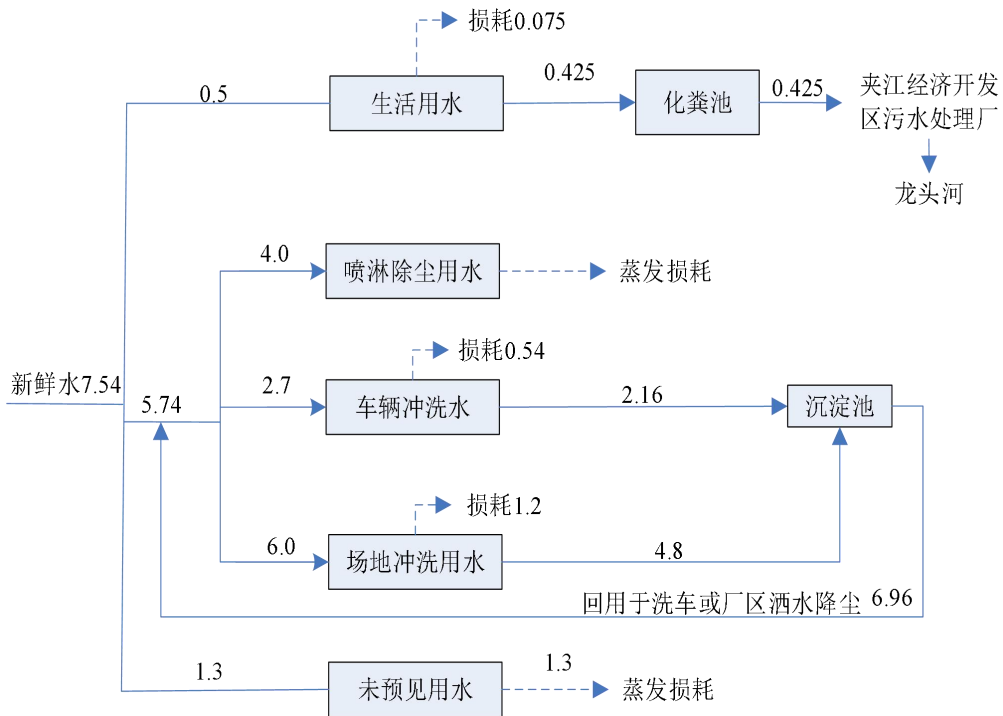 损耗0.075
0.5
生活用水
0.425
化粪池
0.425
夹江经济开发
区污水处理厂
龙头河
4.0
喷淋除尘用水
蒸发损耗
损耗0.54
新鲜水7.54
5.74
2.7
车辆冲洗水
2.16
沉淀池
损耗1.2
6.0
场地冲洗用水
4.8
回用于洗车或厂区洒水降尘
6.96
1.3
未预见用水
1.3
蒸发损耗